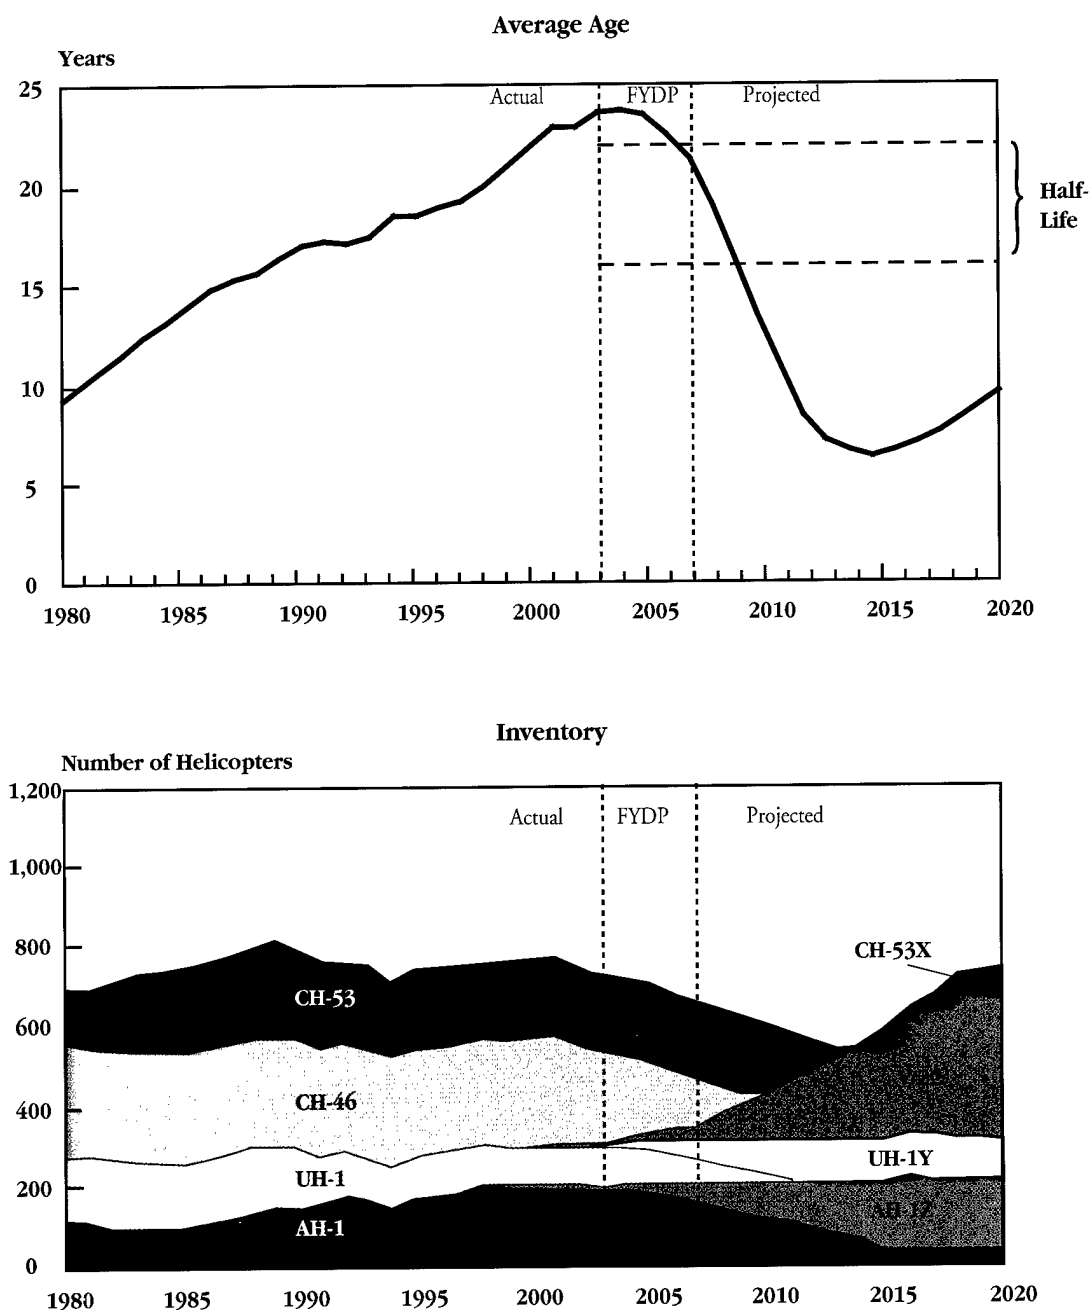 Average Age
Years
25
Actual
FYDP
Projected
20
Half-
Life
15
10
5
0
1980
1985
1990
1995
2000
2005
2010
2015
2020
Inventory
Number of Helicopters
1,200
Actual
FYDP
Projected
1,000
CH-53X
800
CH-53
600
CH-46
400
UH-1Y
UH-1
200
AH-1Z
AH-1
0
1980
1985
1990
1995
2000
2005
2010
2015
2020